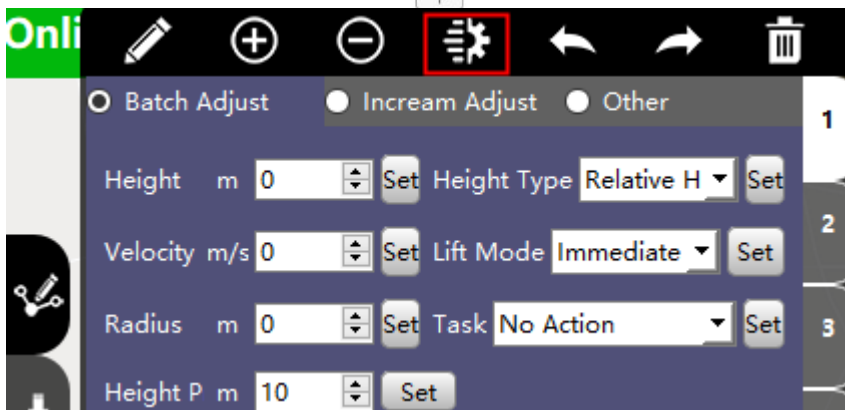 Onli
Batch Adjust Incream Adjust Other
1
Height m 0 Set Height Type Relative H Set
2
Velocity m/s 0 Set Lift Mode Immediate Set
Radius m 0 Set Task No Action Set
3
Height P m 10 Set